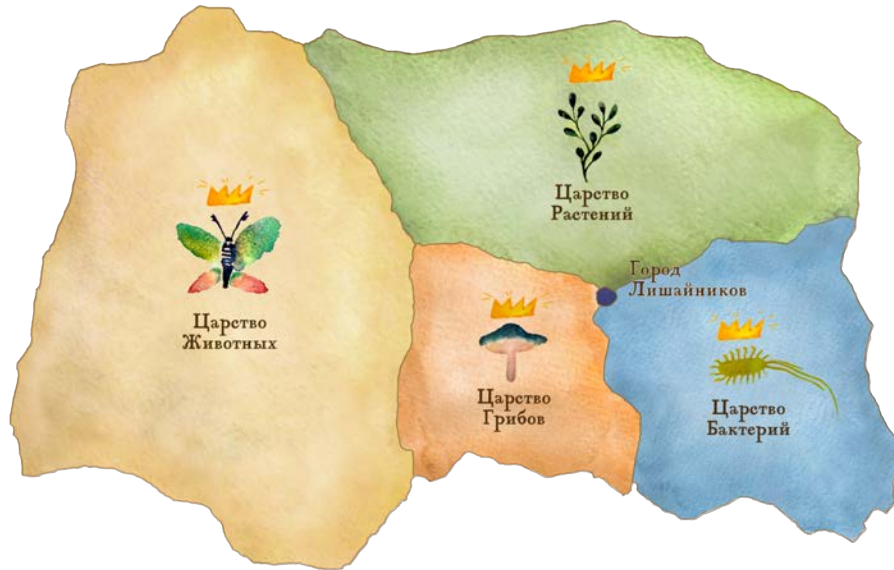 Царство
Растений
Город
Лишайников
Царство
Животных
Царство
Грибов
Царство
Бактерий